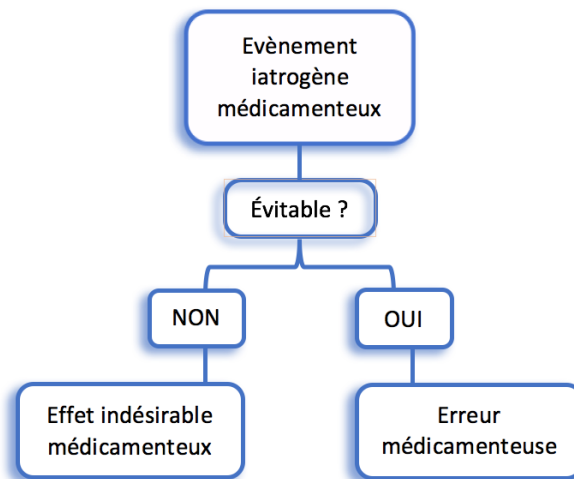 Evènement
iatrogène
médicamenteux
Évitable ?
NON
OUI
Effet indésirable
médicamenteux
Erreur
médicamenteuse